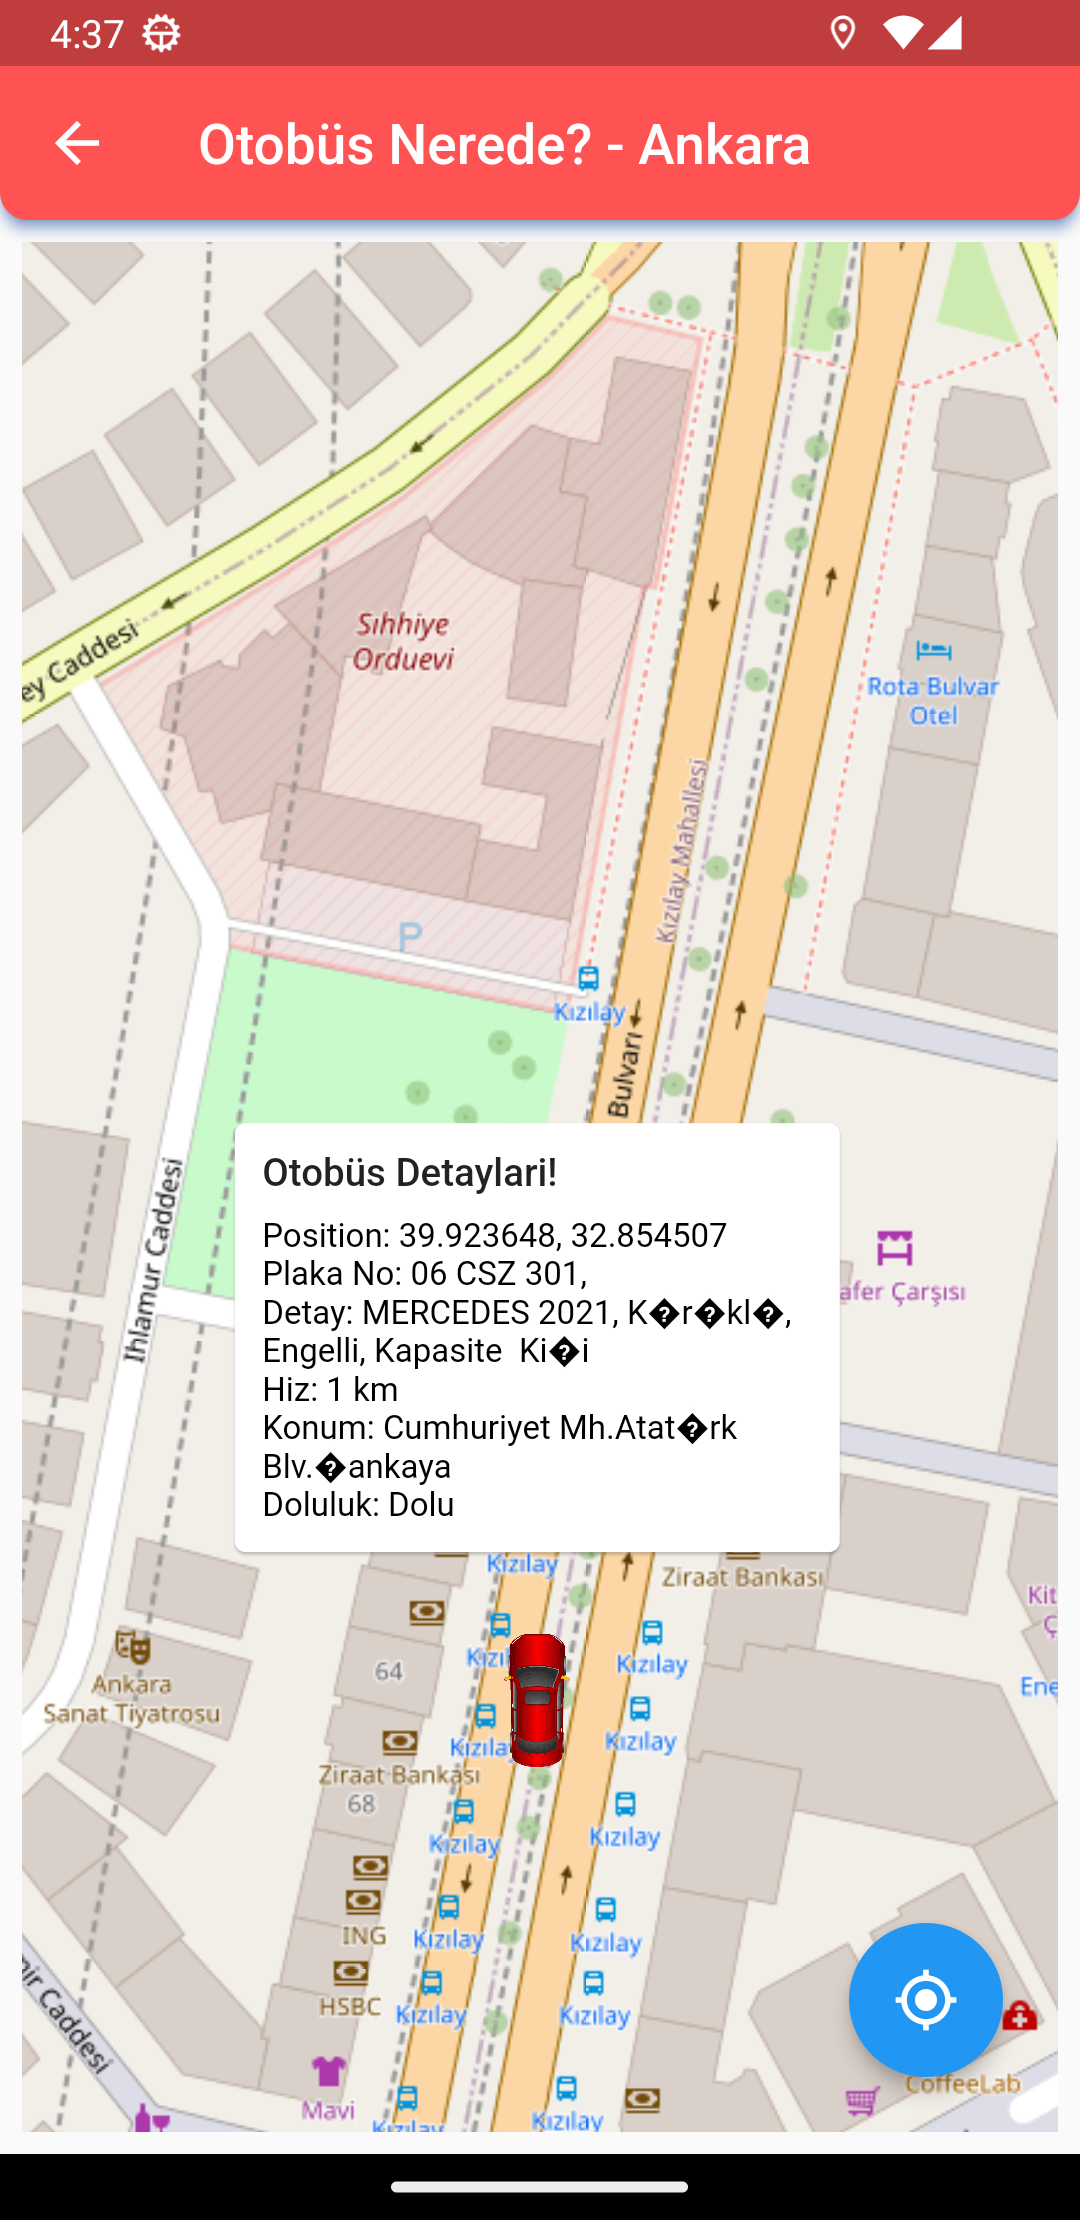 4:37
Otobüs Nerede? - Ankara
Sıhhiye
Orduevi
ey Caddesi
Rota Bulvar
Otel
Kızılay Mahallesi
P
Kızılay
Bulvarı
Ihlamur Caddesi
Otobüs Detaylari!
Position: 39.923648, 32.854507
Plaka No: 06 CSZ 301,
Detay: MERCEDES 2021, K�r�kl�,
Engelli, Kapasite  Ki�i
Hiz: 1 km
Konum: Cumhuriyet Mh.Atat�rk
Blv.�ankaya
Doluluk: Dolu
afer Çarşısı
Kızılay
Ziraat Bankası
Kit
Ç
Kızıl
Kızılay
64
Ankara
Sanat Tiyatrosu
Ene
Kızılay
Kızılay
Ziraat Bankası
68
Kızılay
Kızılay
ING
Kızılay
Kızılay
HSBC
Kızılay
Kızılay
ir Caddesi
CoffeeLab
Mavi
Kızılay
Kızılay